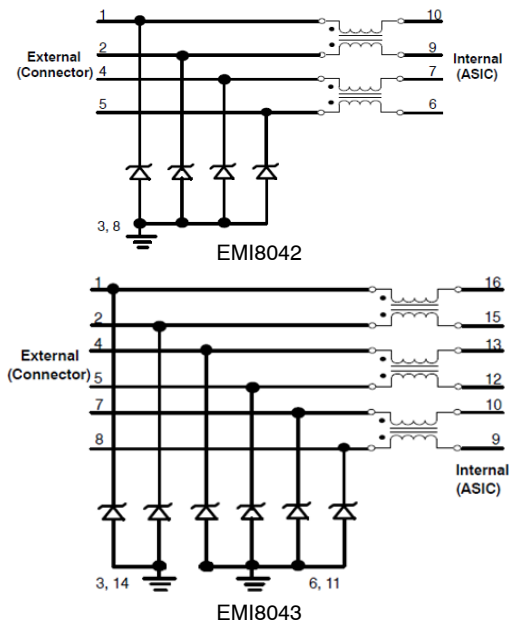 1 10
2 9
External
(Connector)
Internal
(ASIC)
4 7
5 6
3, 8
EMI8042
1 16
2 15
4 13
External
(Connector)
5 12
7 10
8 9
Internal
(ASIC)
3, 14 6, 11
EMI8043